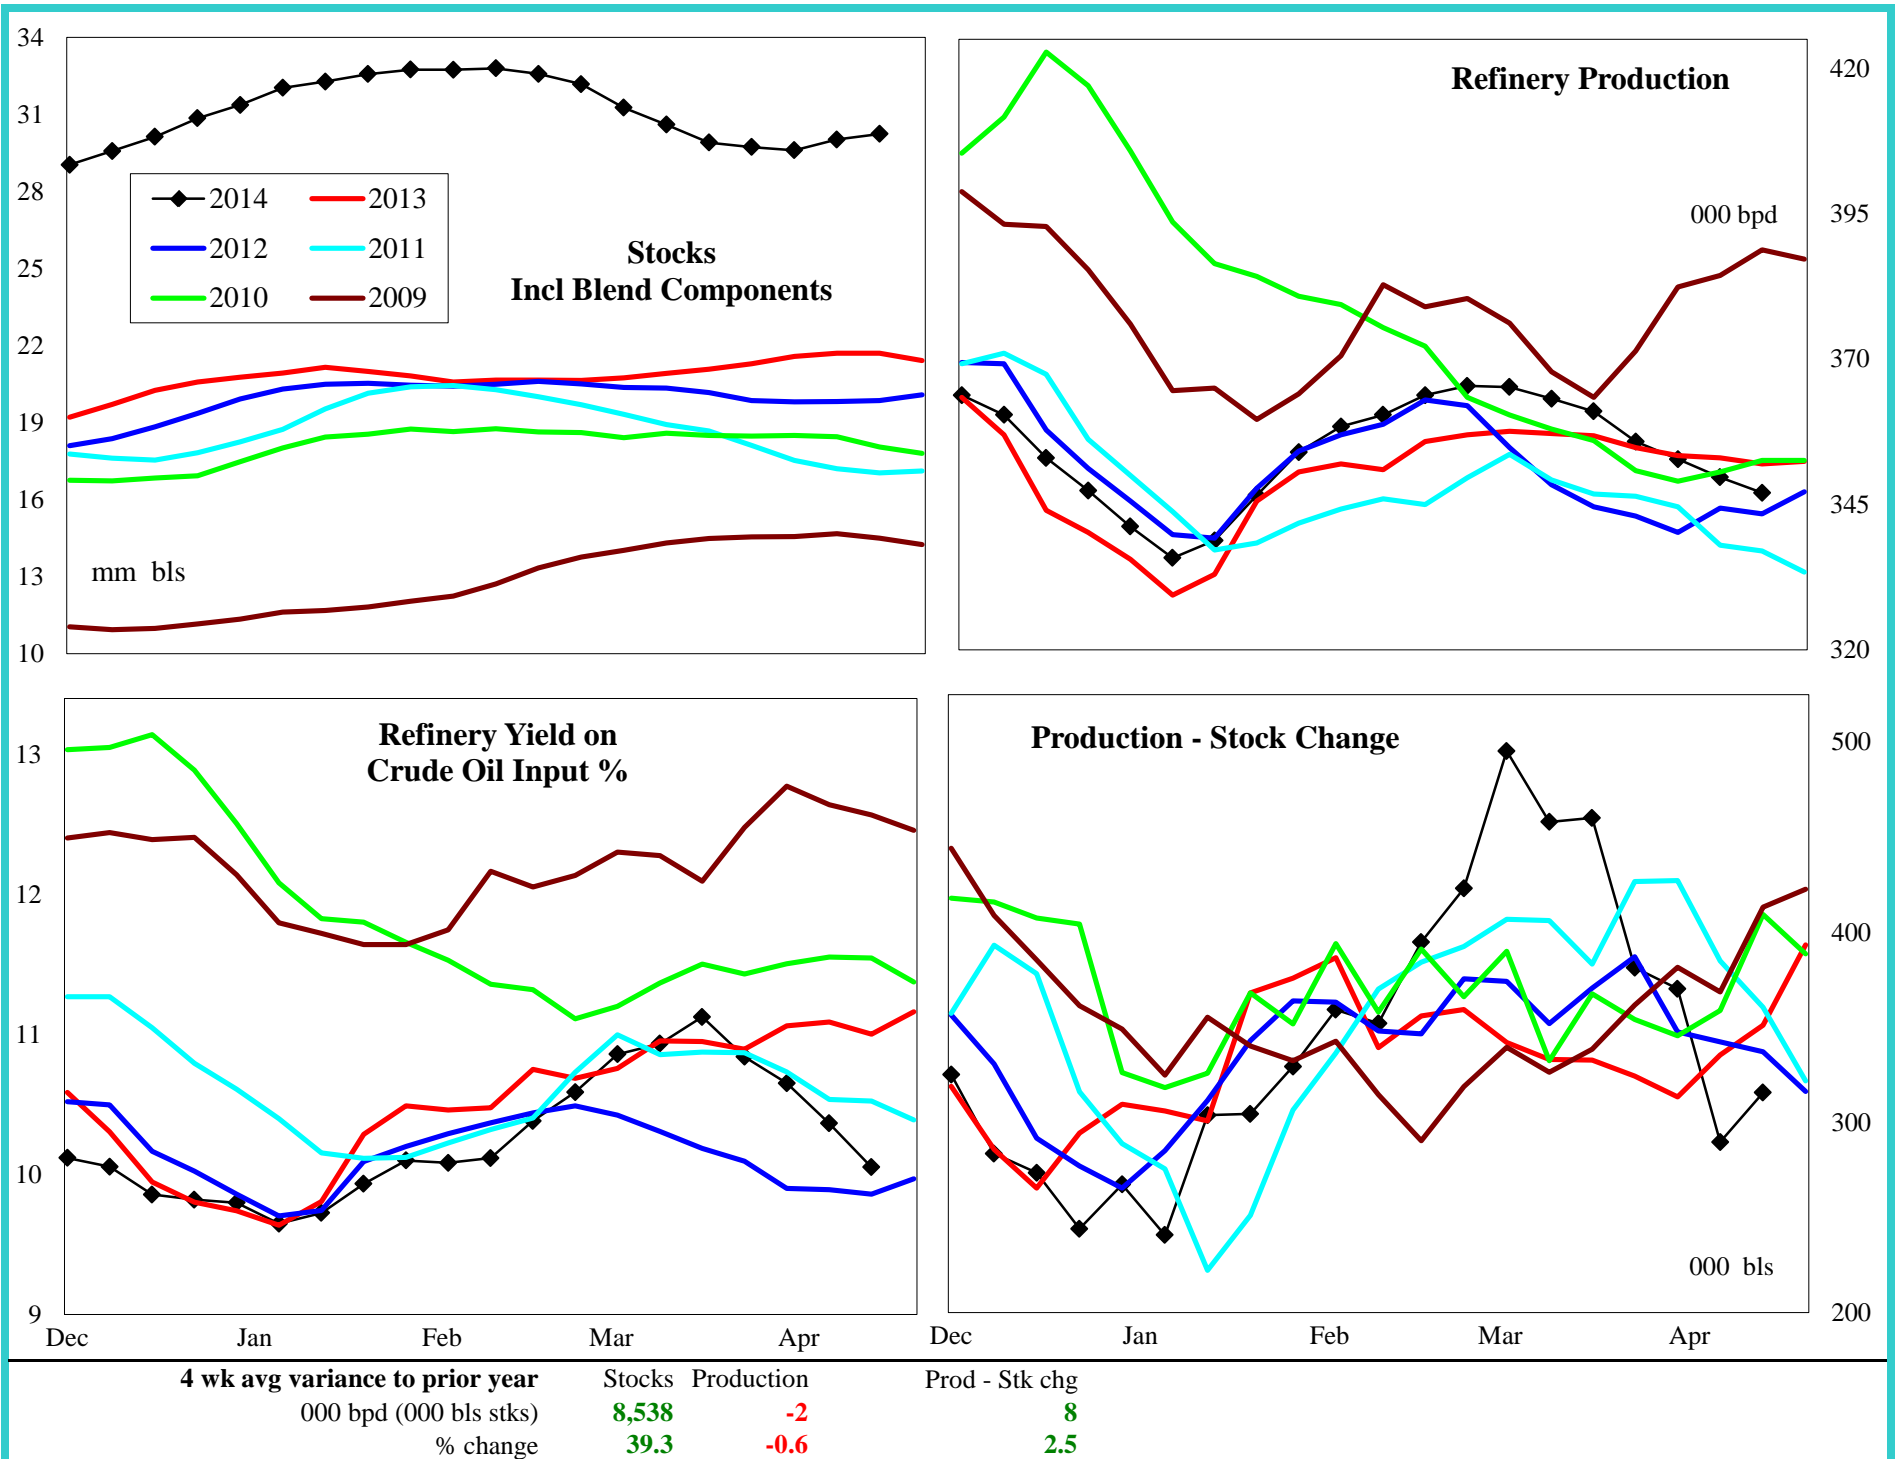 34
31
28
25
22
19
16
13
10
2014
2013
2012
2011
2010
2009
Stocks
Incl Blend Components
mm bls
Refinery Production
000 bpd
420
395
370
345
320
Refinery Yield on
Crude Oil Input %
13
12
11
10
9
Dec Jan Feb Mar Apr
Production - Stock Change
500
400
300
200
000 bls
Dec Jan Feb Mar Apr
4 wk avg variance to prior year Stocks Production Prod - Stk chg
000 bpd (000 bls stks) 8,538 -2 8
% change 39.3 -0.6 2.5